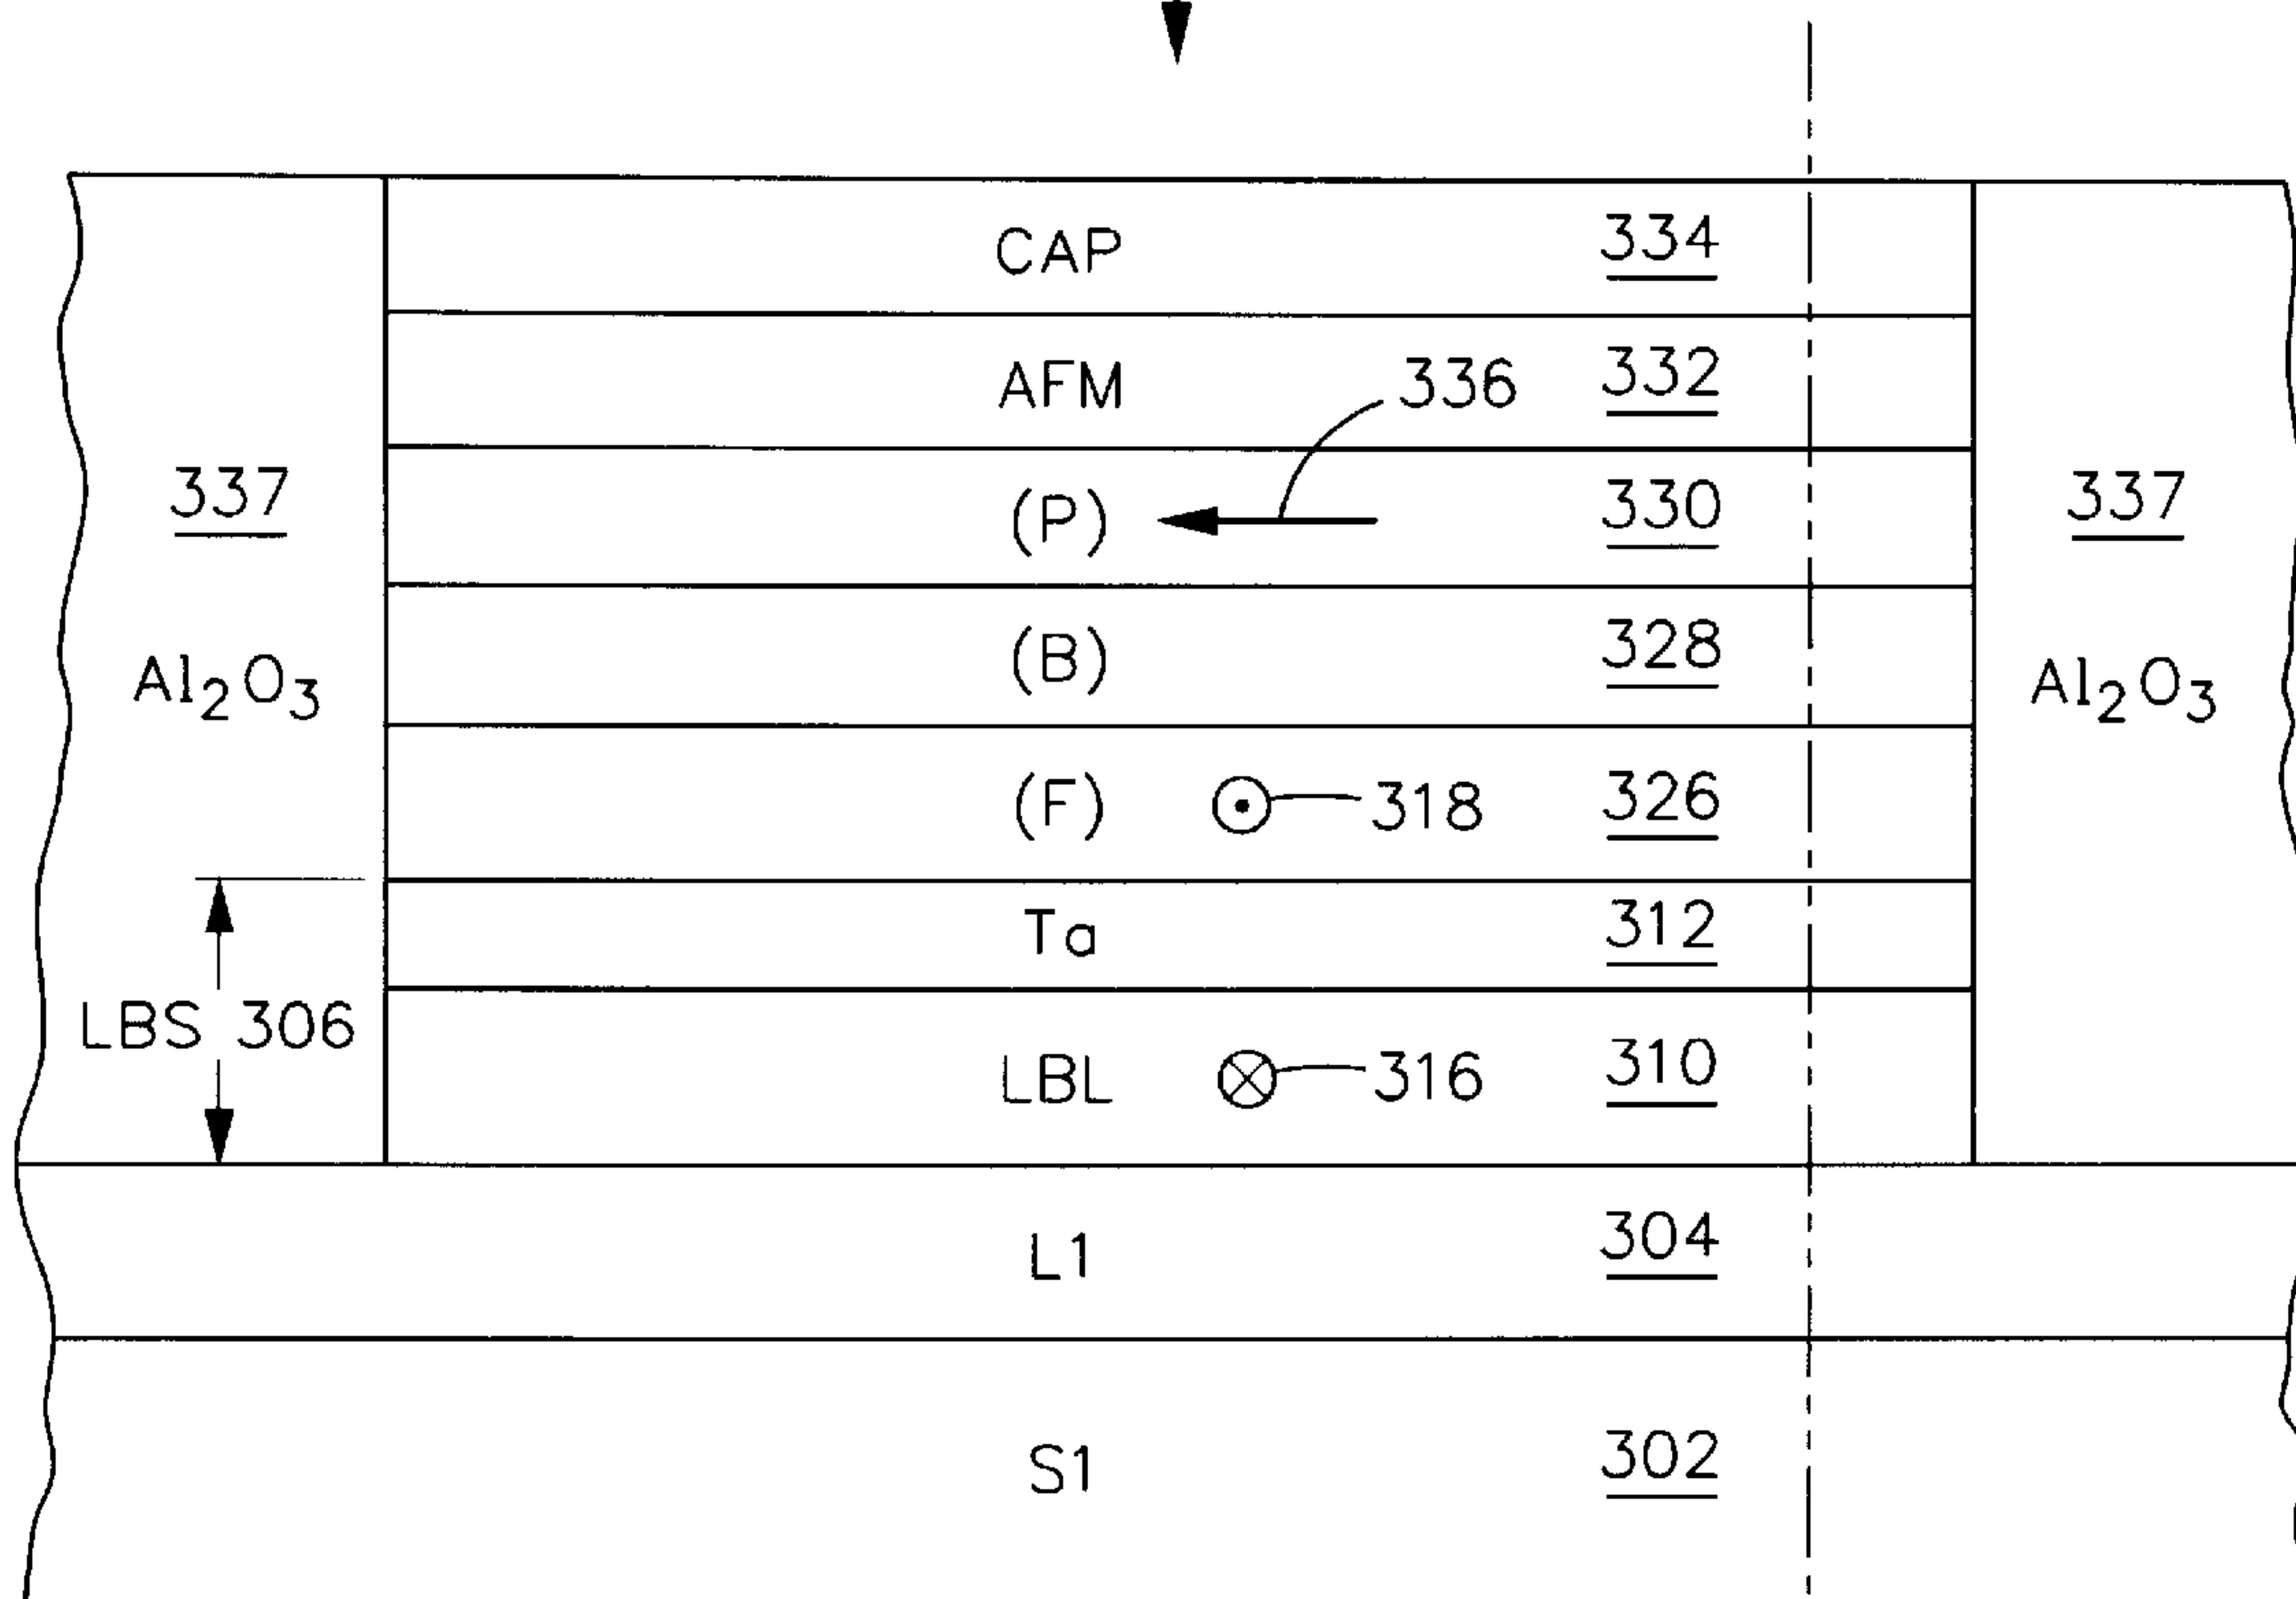 CAP 334
AFM 336 332
337 (P) 330 337
(B) 328
Al₂O₃ Al₂O₃
(F) 318 326
Ta 312
LBS 306
LBL 316 310
L1 304
S1 302